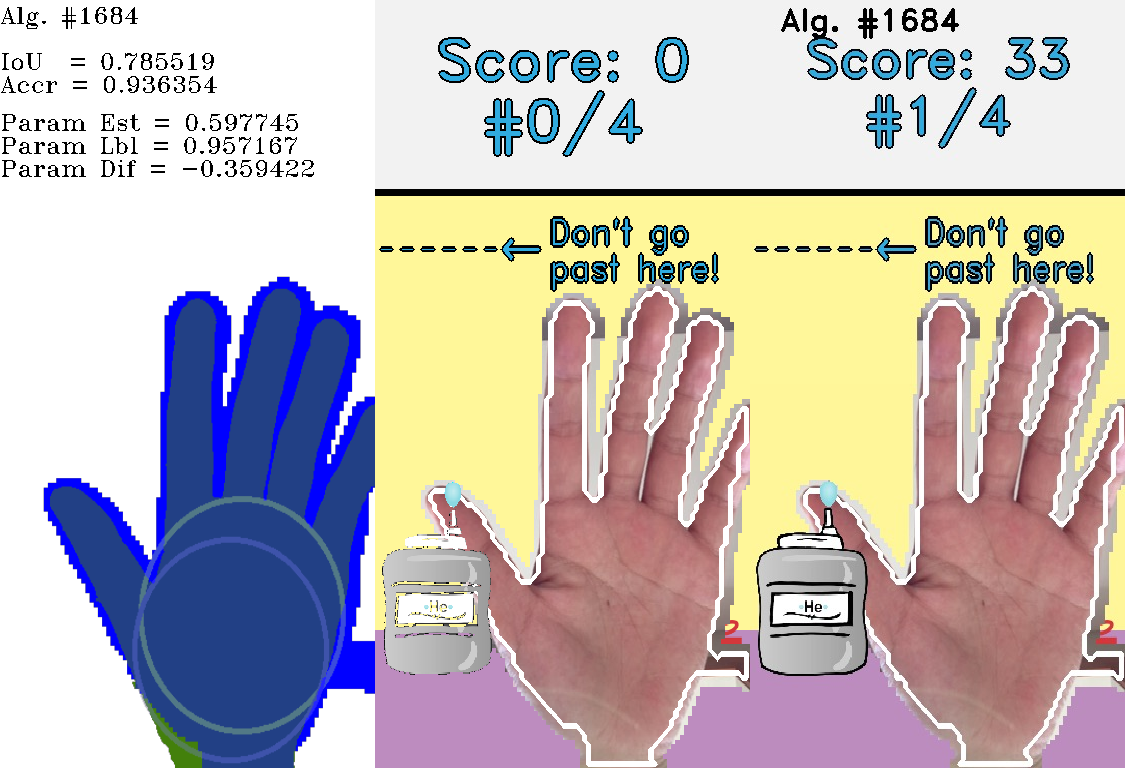 Alg. #1684
IoU = 0.785519
Accr = 0.936354
Param Est = 0.597745
Param Lbl = 0.957167
Param Dif = -0.359422
Score: 0
#0/4
Don't go
past here!
He
2
Alg. #1684
Score: 33
#1/4
Don't go
past here!
He
2